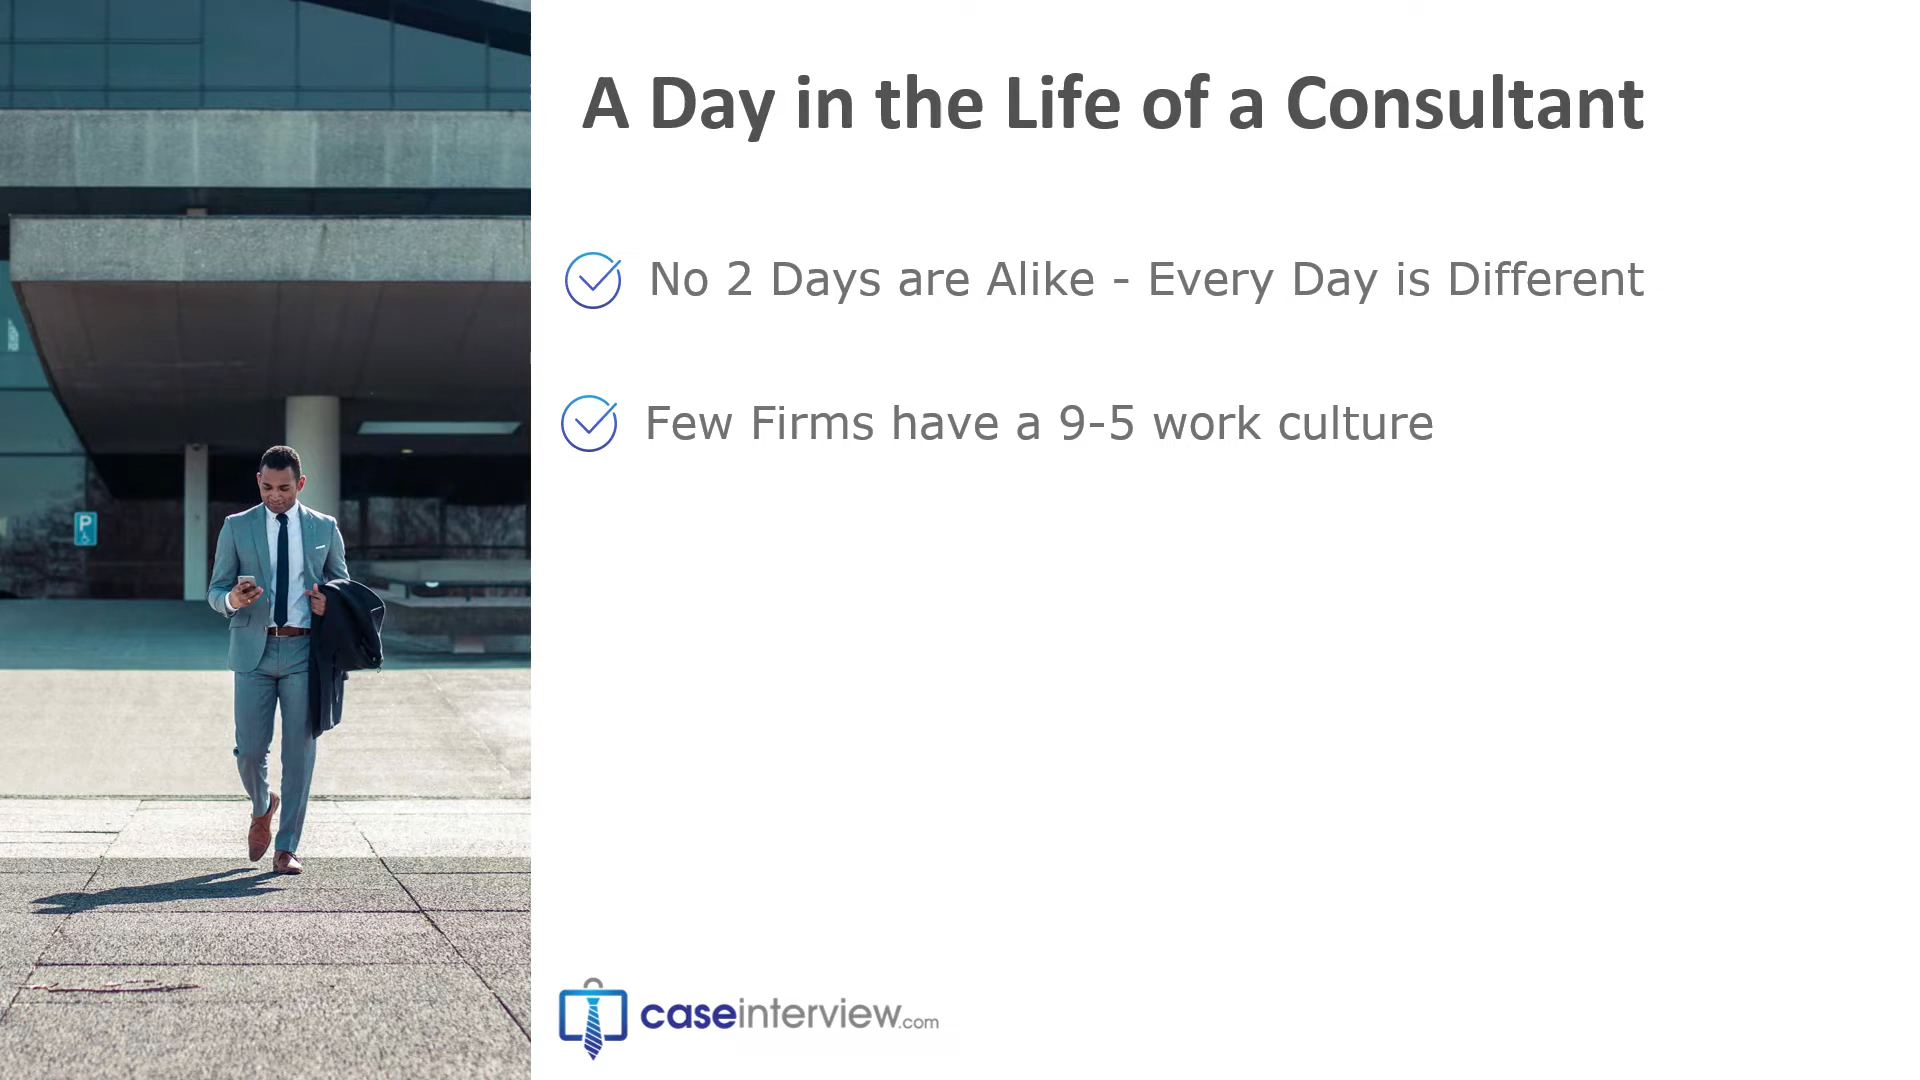 A Day in the Life of a Consultant
No 2 Days are Alike - Every Day is Different
Few Firms have a 9-5 work culture
P
caseinterview.com